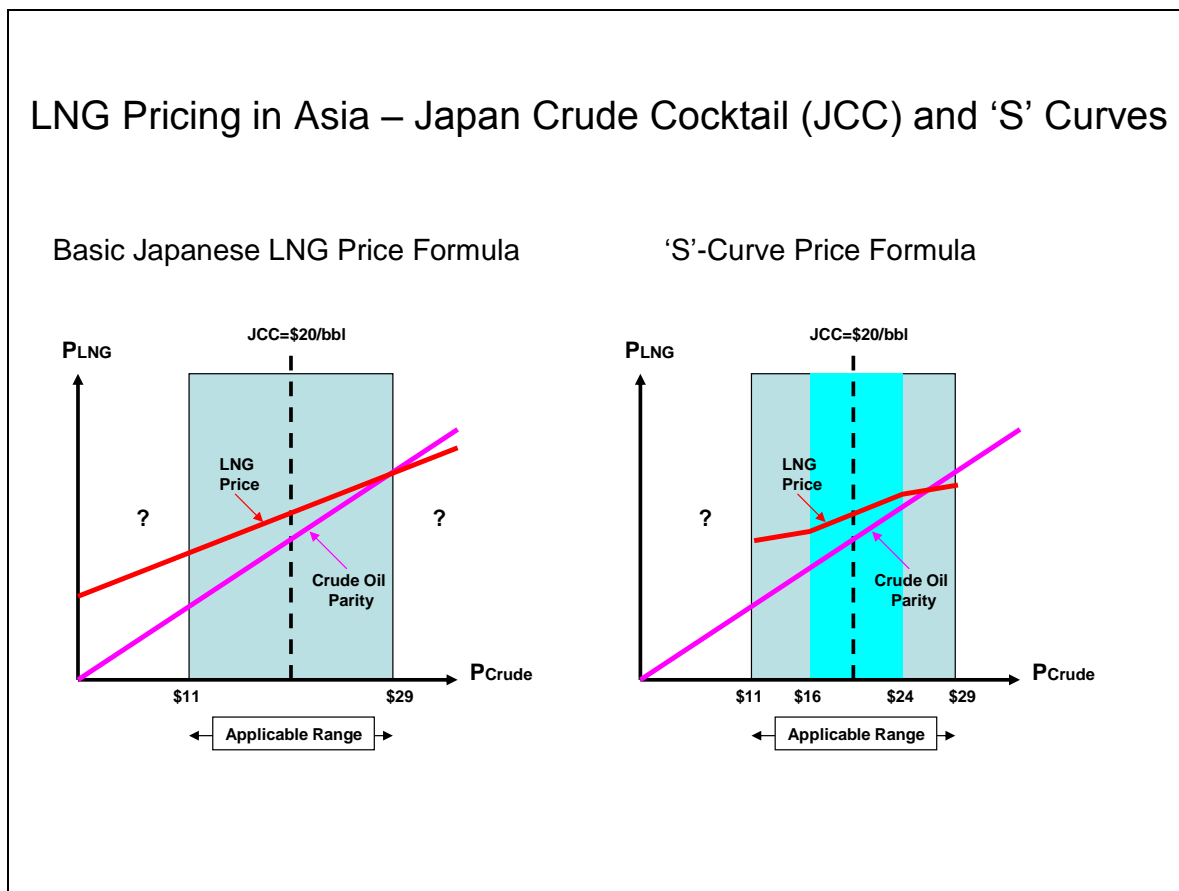 LNG Pricing in Asia – Japan Crude Cocktail (JCC) and ‘S’ Curves
Basic Japanese LNG Price Formula
JCC=$20/bbl
PLNG
LNG
Price
?
?
Crude Oil
Parity
PCrude
$11
$29
Applicable Range
‘S’-Curve Price Formula
JCC=$20/bbl
PLNG
LNG
Price
?
Crude Oil
Parity
PCrude
$11
$16
$24
$29
Applicable Range